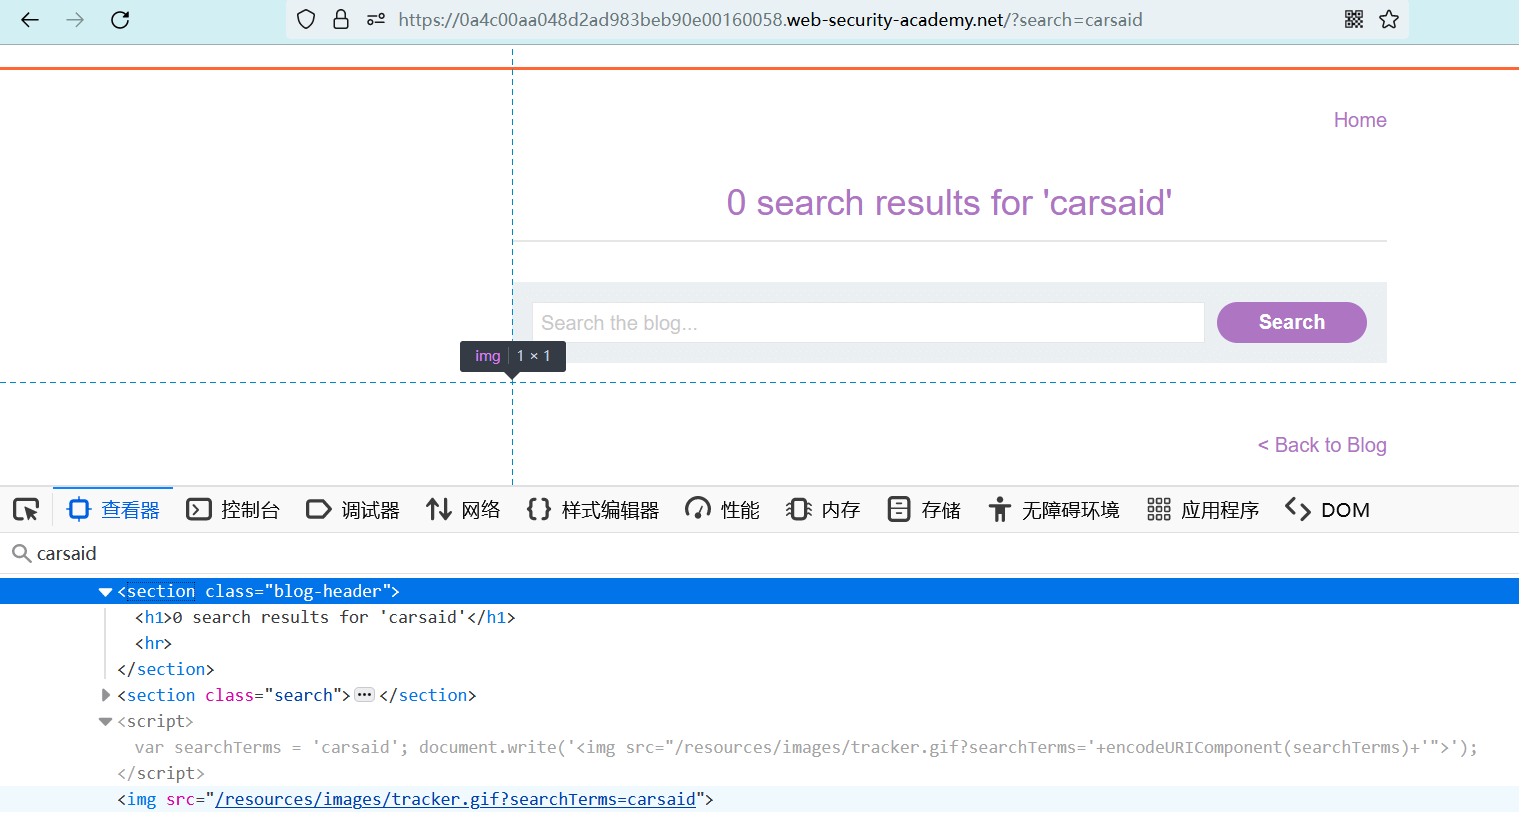 https://0a4c00aa048d2ad983beb90e00160058.web-security-academy.net/?search=carsaid
Home
0 search results for 'carsaid'
Search the blog...
Search
img 1 × 1
< Back to Blog
查看器 控制台 调试器 网络 样式编辑器 性能 内存 存储 无障碍环境 应用程序 DOM
carsaid
<section class="blog-header">
<h1>0 search results for 'carsaid'</h1>
<hr>
</section>
<section class="search">···</section>
<script>
var searchTerms = 'carsaid'; document.write('<img src="/resources/images/tracker.gif?searchTerms='+encodeURIComponent(searchTerms)+'">');
</script>
<img src="/resources/images/tracker.gif?searchTerms=carsaid">